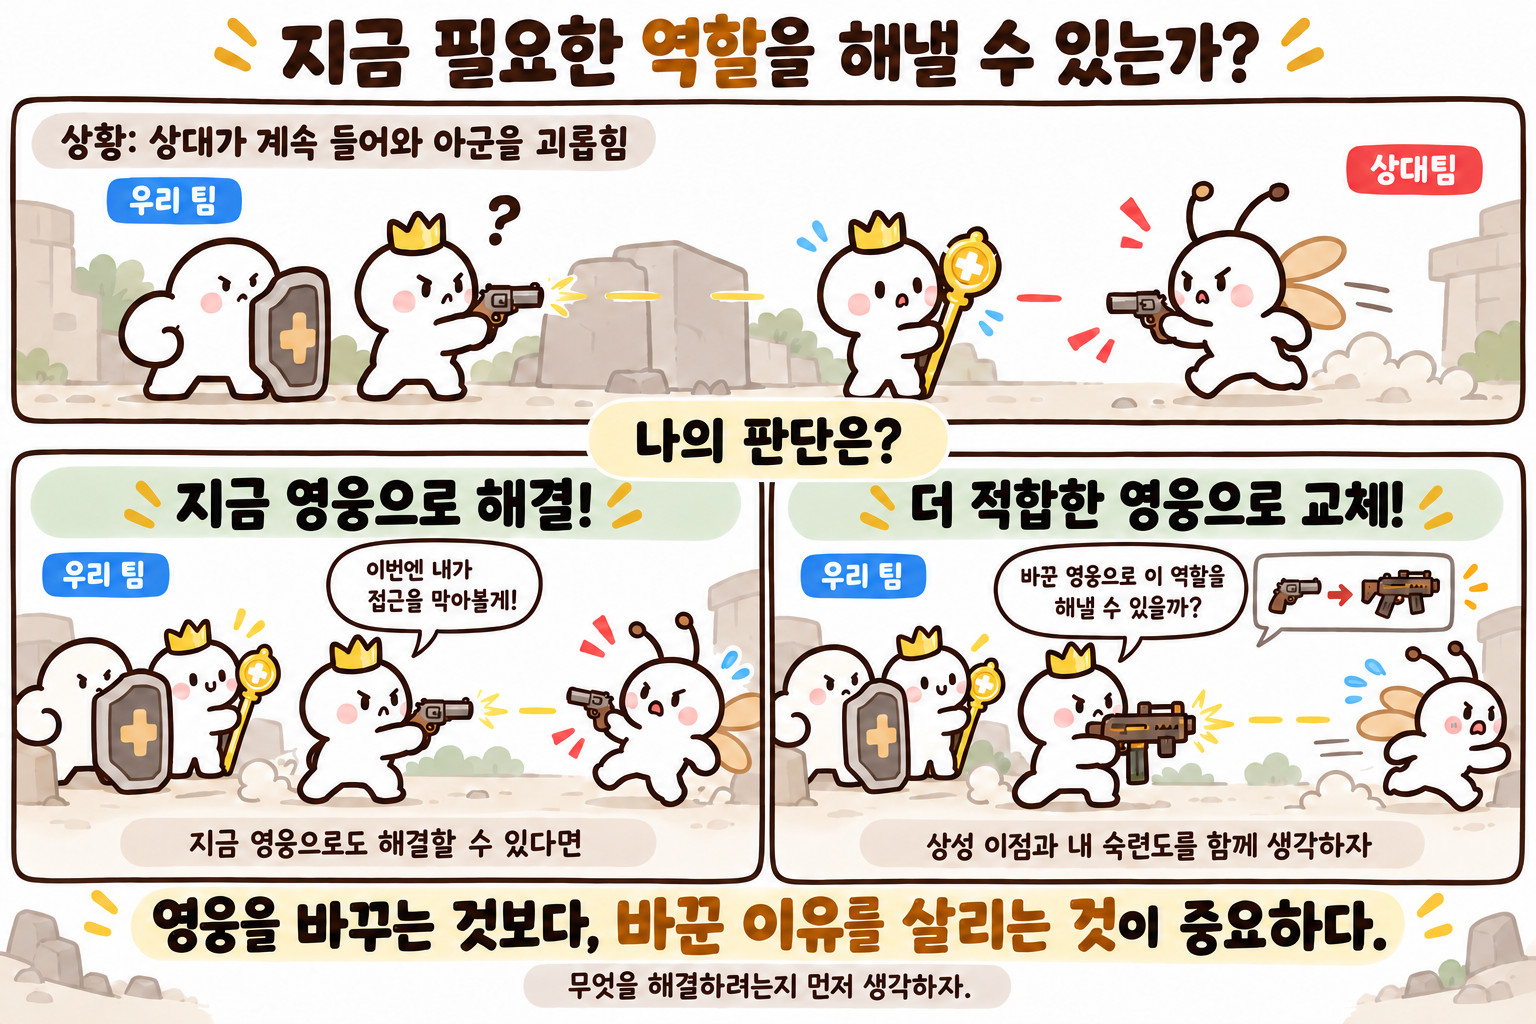 지금 필요한 역할을 해낼 수 있는가?
상황: 상대가 계속 들어와 아군을 괴롭힘
상대팀
우리 팀
?
나의 판단은?
지금 영웅으로 해결!
우리 팀
이번엔 내가
접근을 막아볼게!
지금 영웅으로도 해결할 수 있다면
더 적합한 영웅으로 교체!
우리 팀
바꾼 영웅으로 이 역할을
해낼 수 있을까?
상성 이점과 내 숙련도를 함께 생각하자
영웅을 바꾸는 것보다, 바꾼 이유를 살리는 것이 중요하다.
무엇을 해결하려는지 먼저 생각하자.